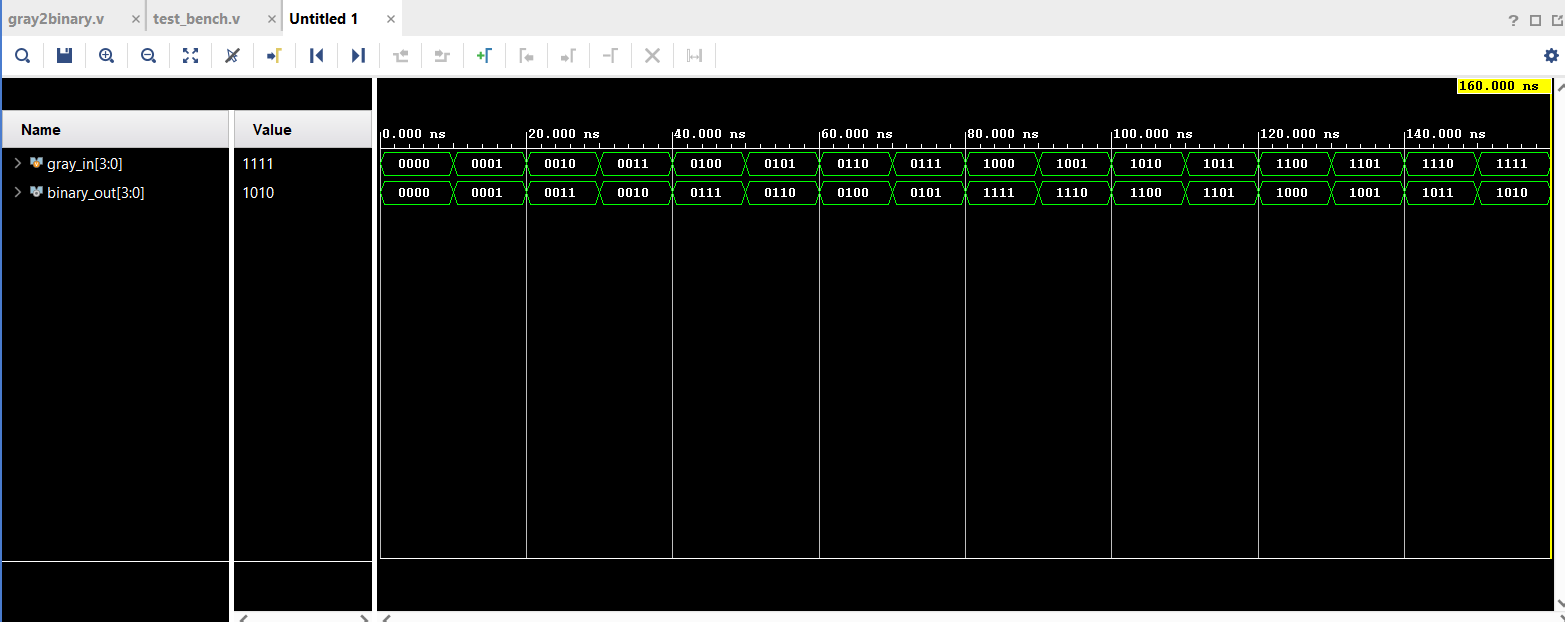 gray2binary.v × test_bench.v × Untitled 1 ×
?
160.000 ns
Name Value
0.000 ns 20.000 ns 40.000 ns 60.000 ns 80.000 ns 100.000 ns 120.000 ns 140.000 ns
gray_in[3:0] 1111 0000 0001 0010 0011 0100 0101 0110 0111 1000 1001 1010 1011 1100 1101 1110 1111
binary_out[3:0] 1010 0000 0001 0011 0010 0111 0110 0100 0101 1111 1110 1100 1101 1000 1001 1011 1010